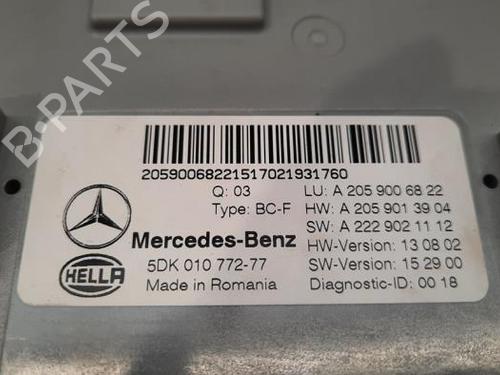 B-PARTS
20590068221517021931760
Q: 03 LU: A 205 900 68 22
Type: BC-F HW: A 205 901 39 04
SW: A 222 902 11 12
Mercedes-Benz HW-Version: 13 08 02
HELLA 5DK 010 772-77 SW-Version: 15 29 00
Made in Romania Diagnostic-ID: 00 18